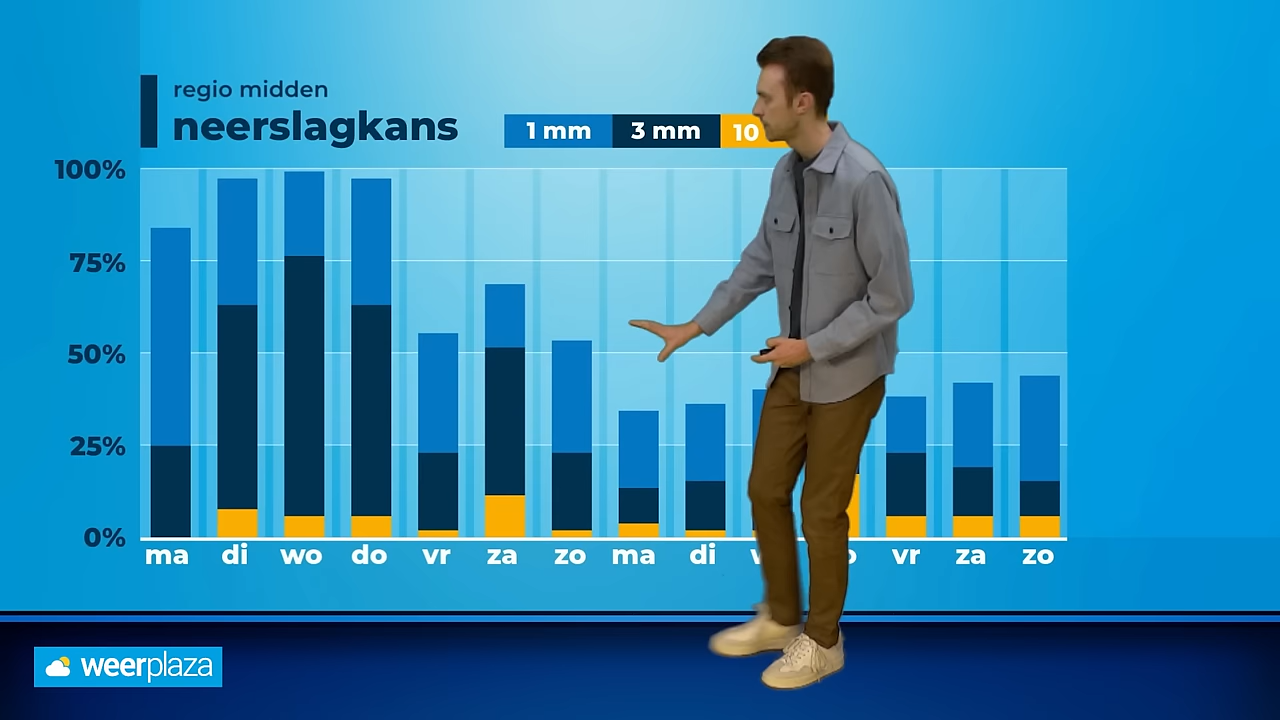 regio midden
neerslagkans
1 mm 3 mm 10
100%
75%
50%
25%
0%
ma di wo do vr za zo ma di vr za zo
weerplaza